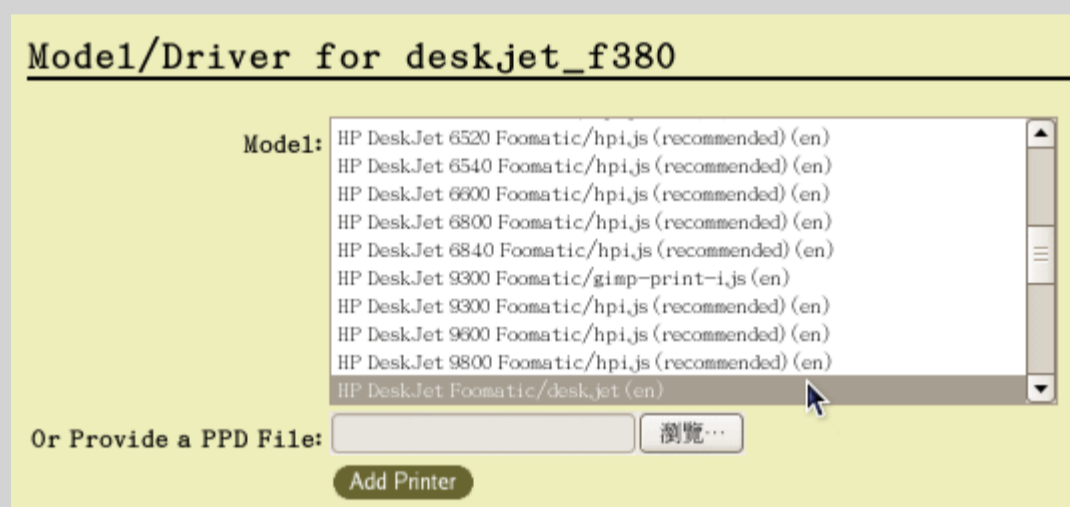 Model/Driver for deskjet_f380
Model:
HP DeskJet 6520 Foomatic/hpijs (recommended) (en)
HP DeskJet 6540 Foomatic/hpijs (recommended) (en)
HP DeskJet 6600 Foomatic/hpijs (recommended) (en)
HP DeskJet 6800 Foomatic/hpijs (recommended) (en)
HP DeskJet 6840 Foomatic/hpijs (recommended) (en)
HP DeskJet 9300 Foomatic/gimp-print-ijs (en)
HP DeskJet 9300 Foomatic/hpijs (recommended) (en)
HP DeskJet 9600 Foomatic/hpijs (recommended) (en)
HP DeskJet 9800 Foomatic/hpijs (recommended) (en)
HP DeskJet Foomatic/deskjet (en)
Or Provide a PPD File: 瀏覽…
Add Printer